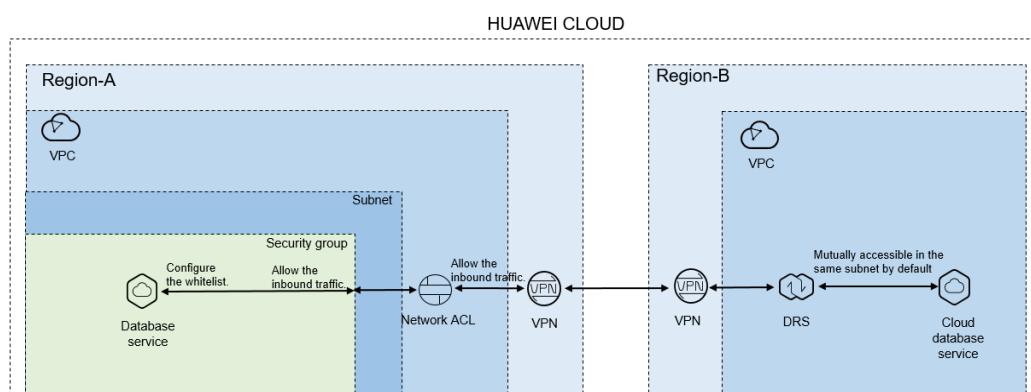 HUAWEI CLOUD
Region-A
Region-B
VPC
VPC
Subnet
Security group
Configure
the whitelist.
Allow the
inbound traffic.
Allow the
inbound traffic.
Mutually accessible in the
same subnet by default
VPN
VPN
Database
service
Network ACL
VPN
VPN
DRS
Cloud
database
service